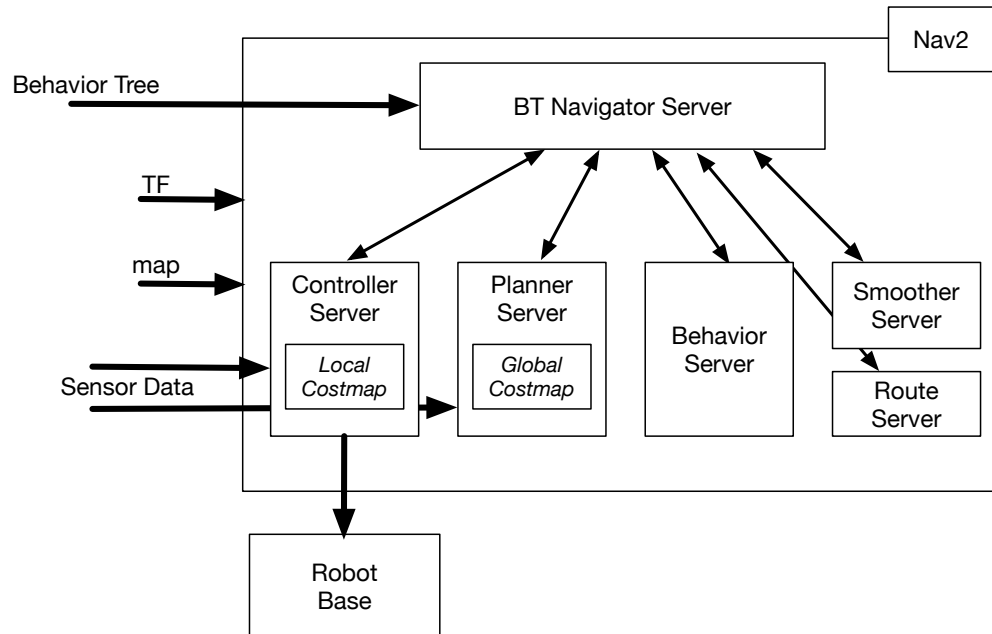 Nav2
Behavior Tree
BT Navigator Server
TF
map
Controller
Server
Local
Costmap
Planner
Server
Global
Costmap
Behavior
Server
Smoother
Server
Route
Server
Sensor Data
Robot
Base